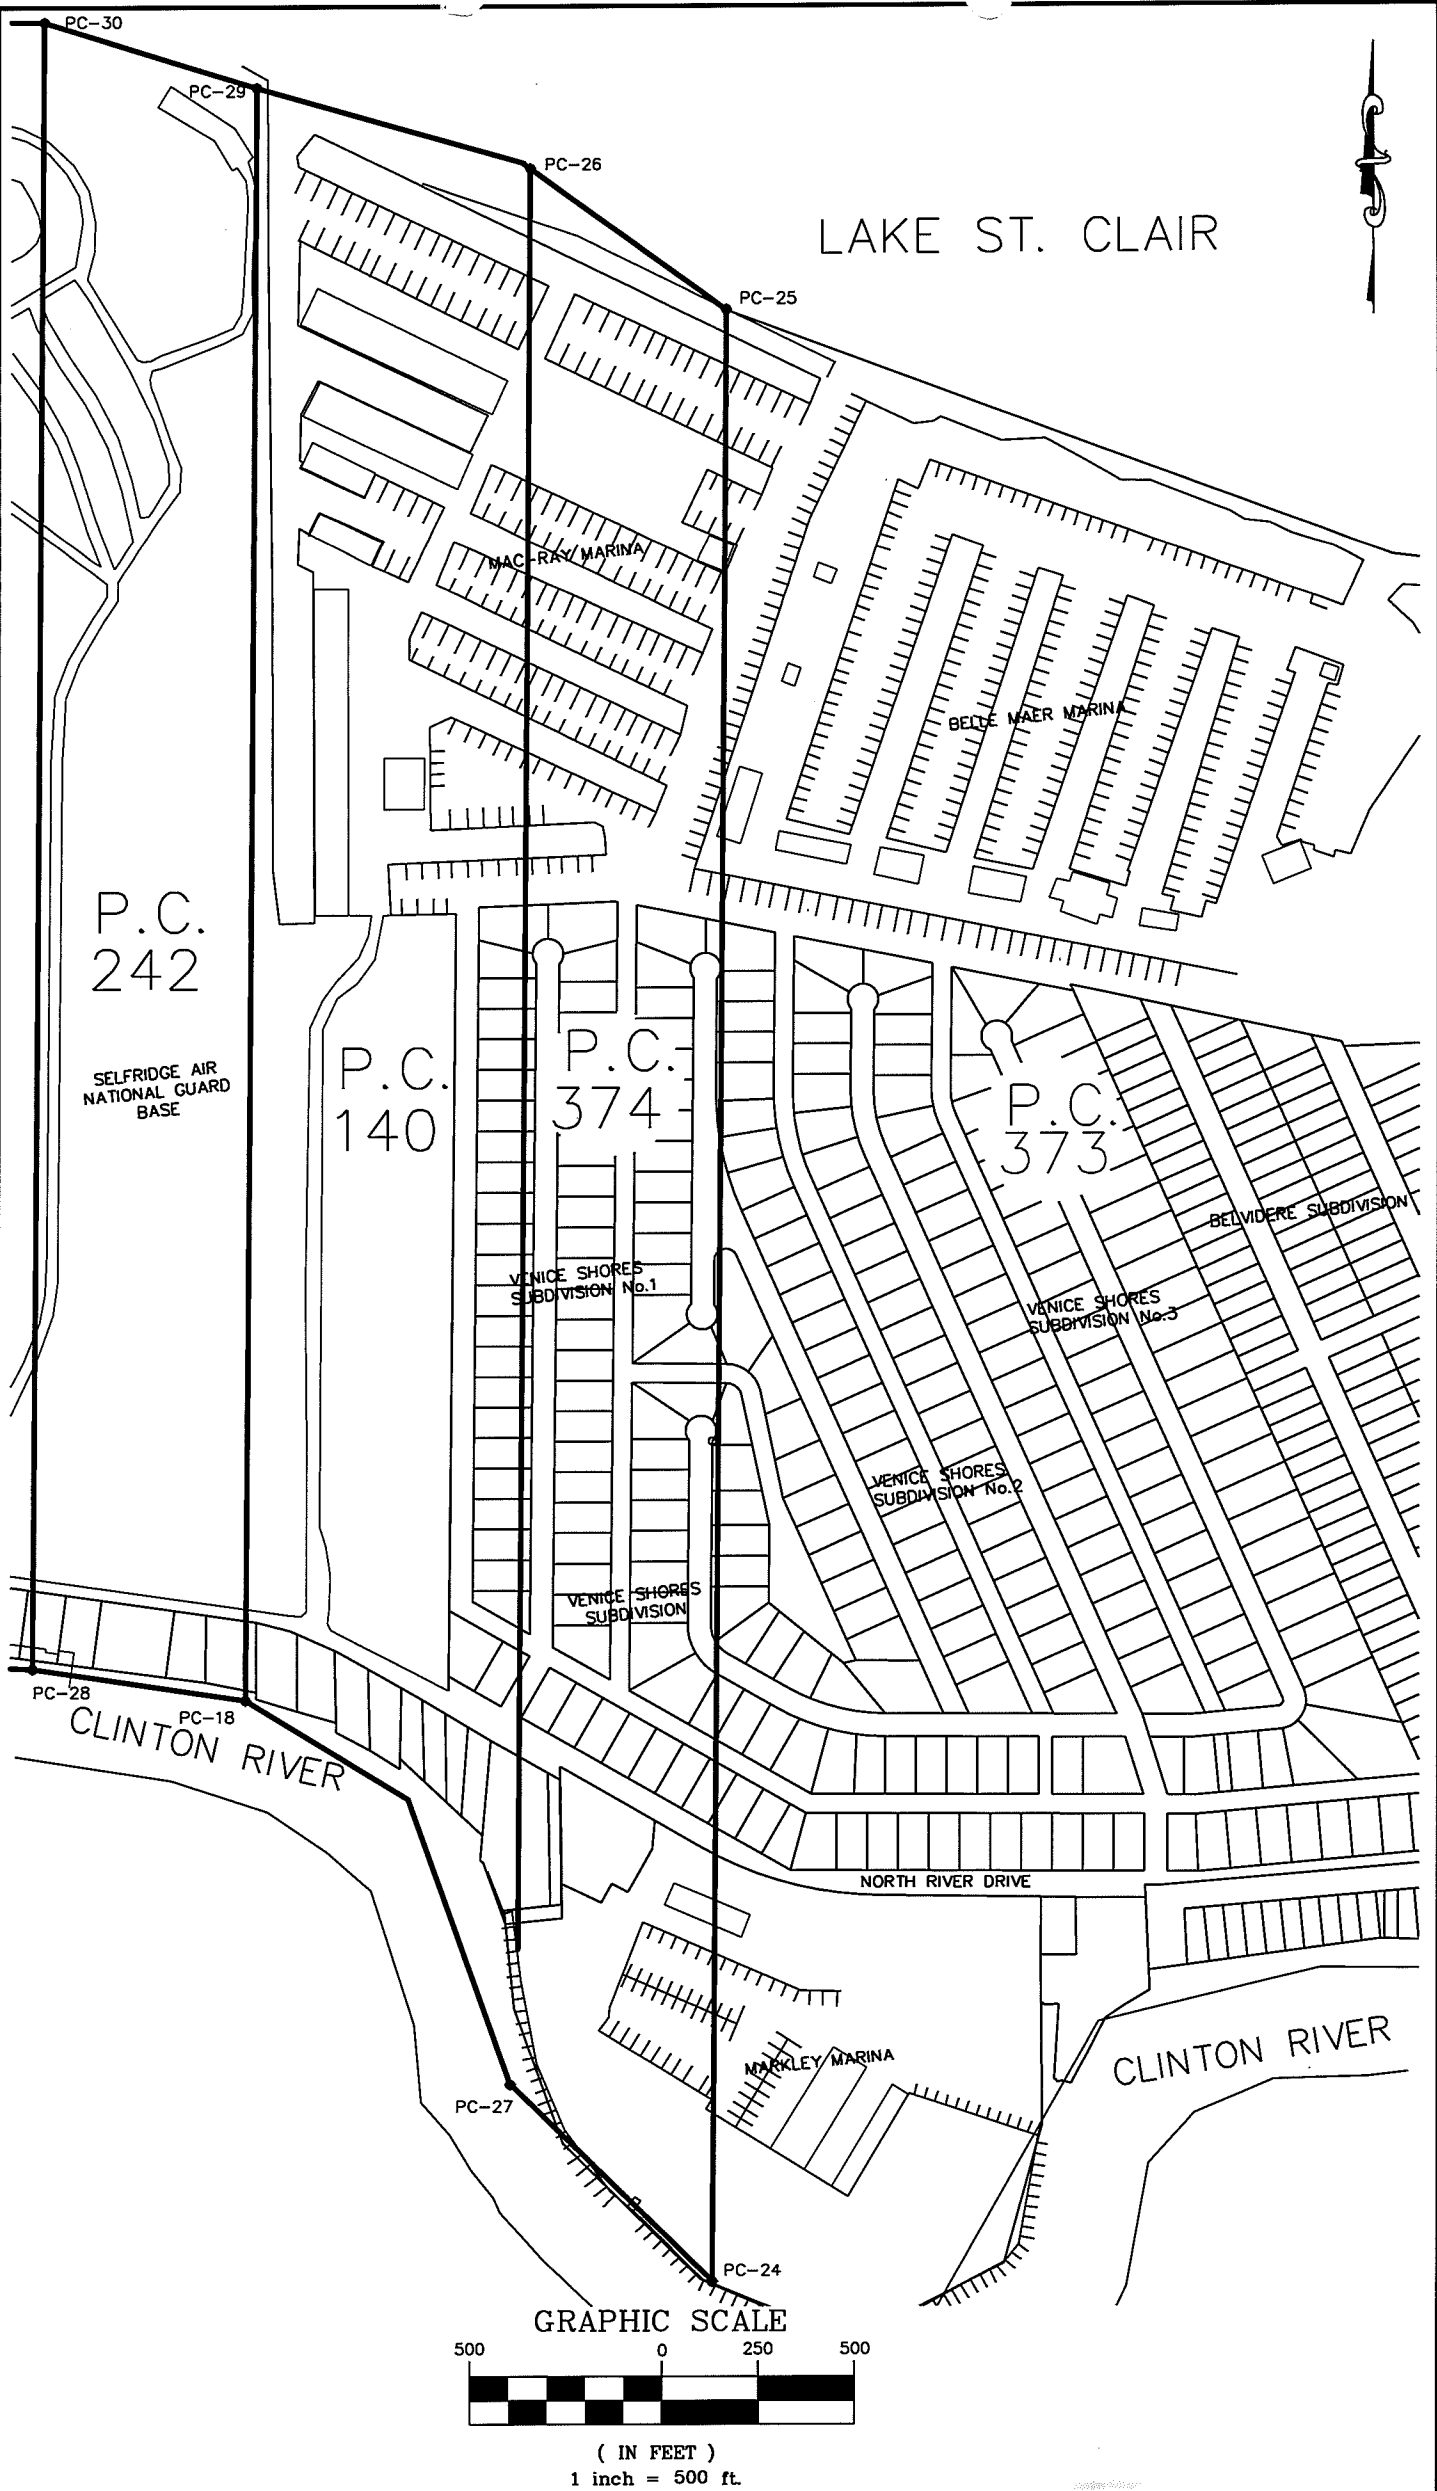 PC-30
PC-29
PC-26
LAKE ST. CLAIR
PC-25
MAC-RAY MARINA
BELLE MAER MARINA
P.C.
242
SELFRIDGE AIR
NATIONAL GUARD
BASE
P.C.
140
P.C.
374
P.C.
373
BELVIDERE SUBDIVISION
VENICE SHORES
SUBDIVISION No.1
VENICE SHORES
SUBDIVISION No.3
VENICE SHORES
SUBDIVISION No.2
VENICE SHORES
SUBDIVISION
PC-28
PC-18
CLINTON RIVER
NORTH RIVER DRIVE
MARKLEY MARINA
CLINTON RIVER
PC-27
PC-24
GRAPHIC SCALE
500 0 250 500
( IN FEET )
1 inch = 500 ft.